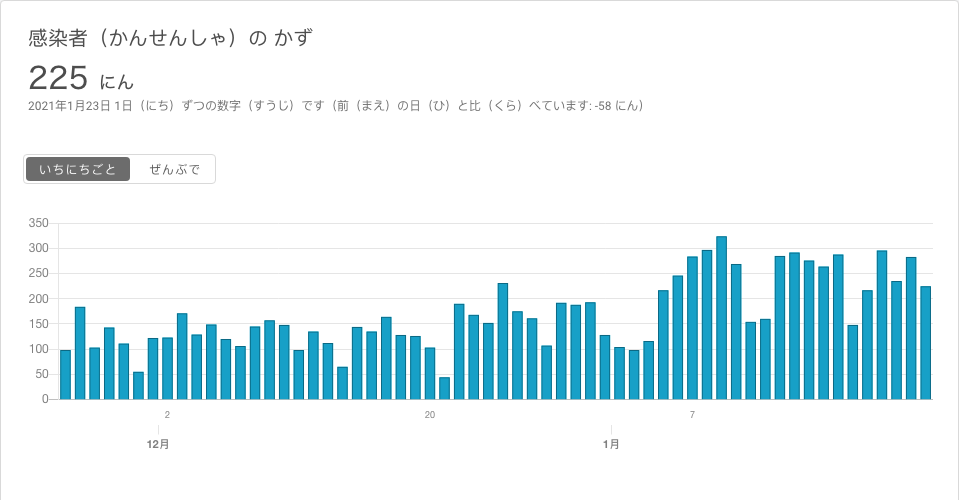 感染者（かんせんしゃ）の かず
225 にん
2021年1月23日 1日（にち）ずつの数字（すうじ）です（前（まえ）の日（ひ）と比（くら）べています: -58 にん）
いちにちごと ぜんぶで
350
300
250
200
150
100
50
0
2 20 7
12月 1月